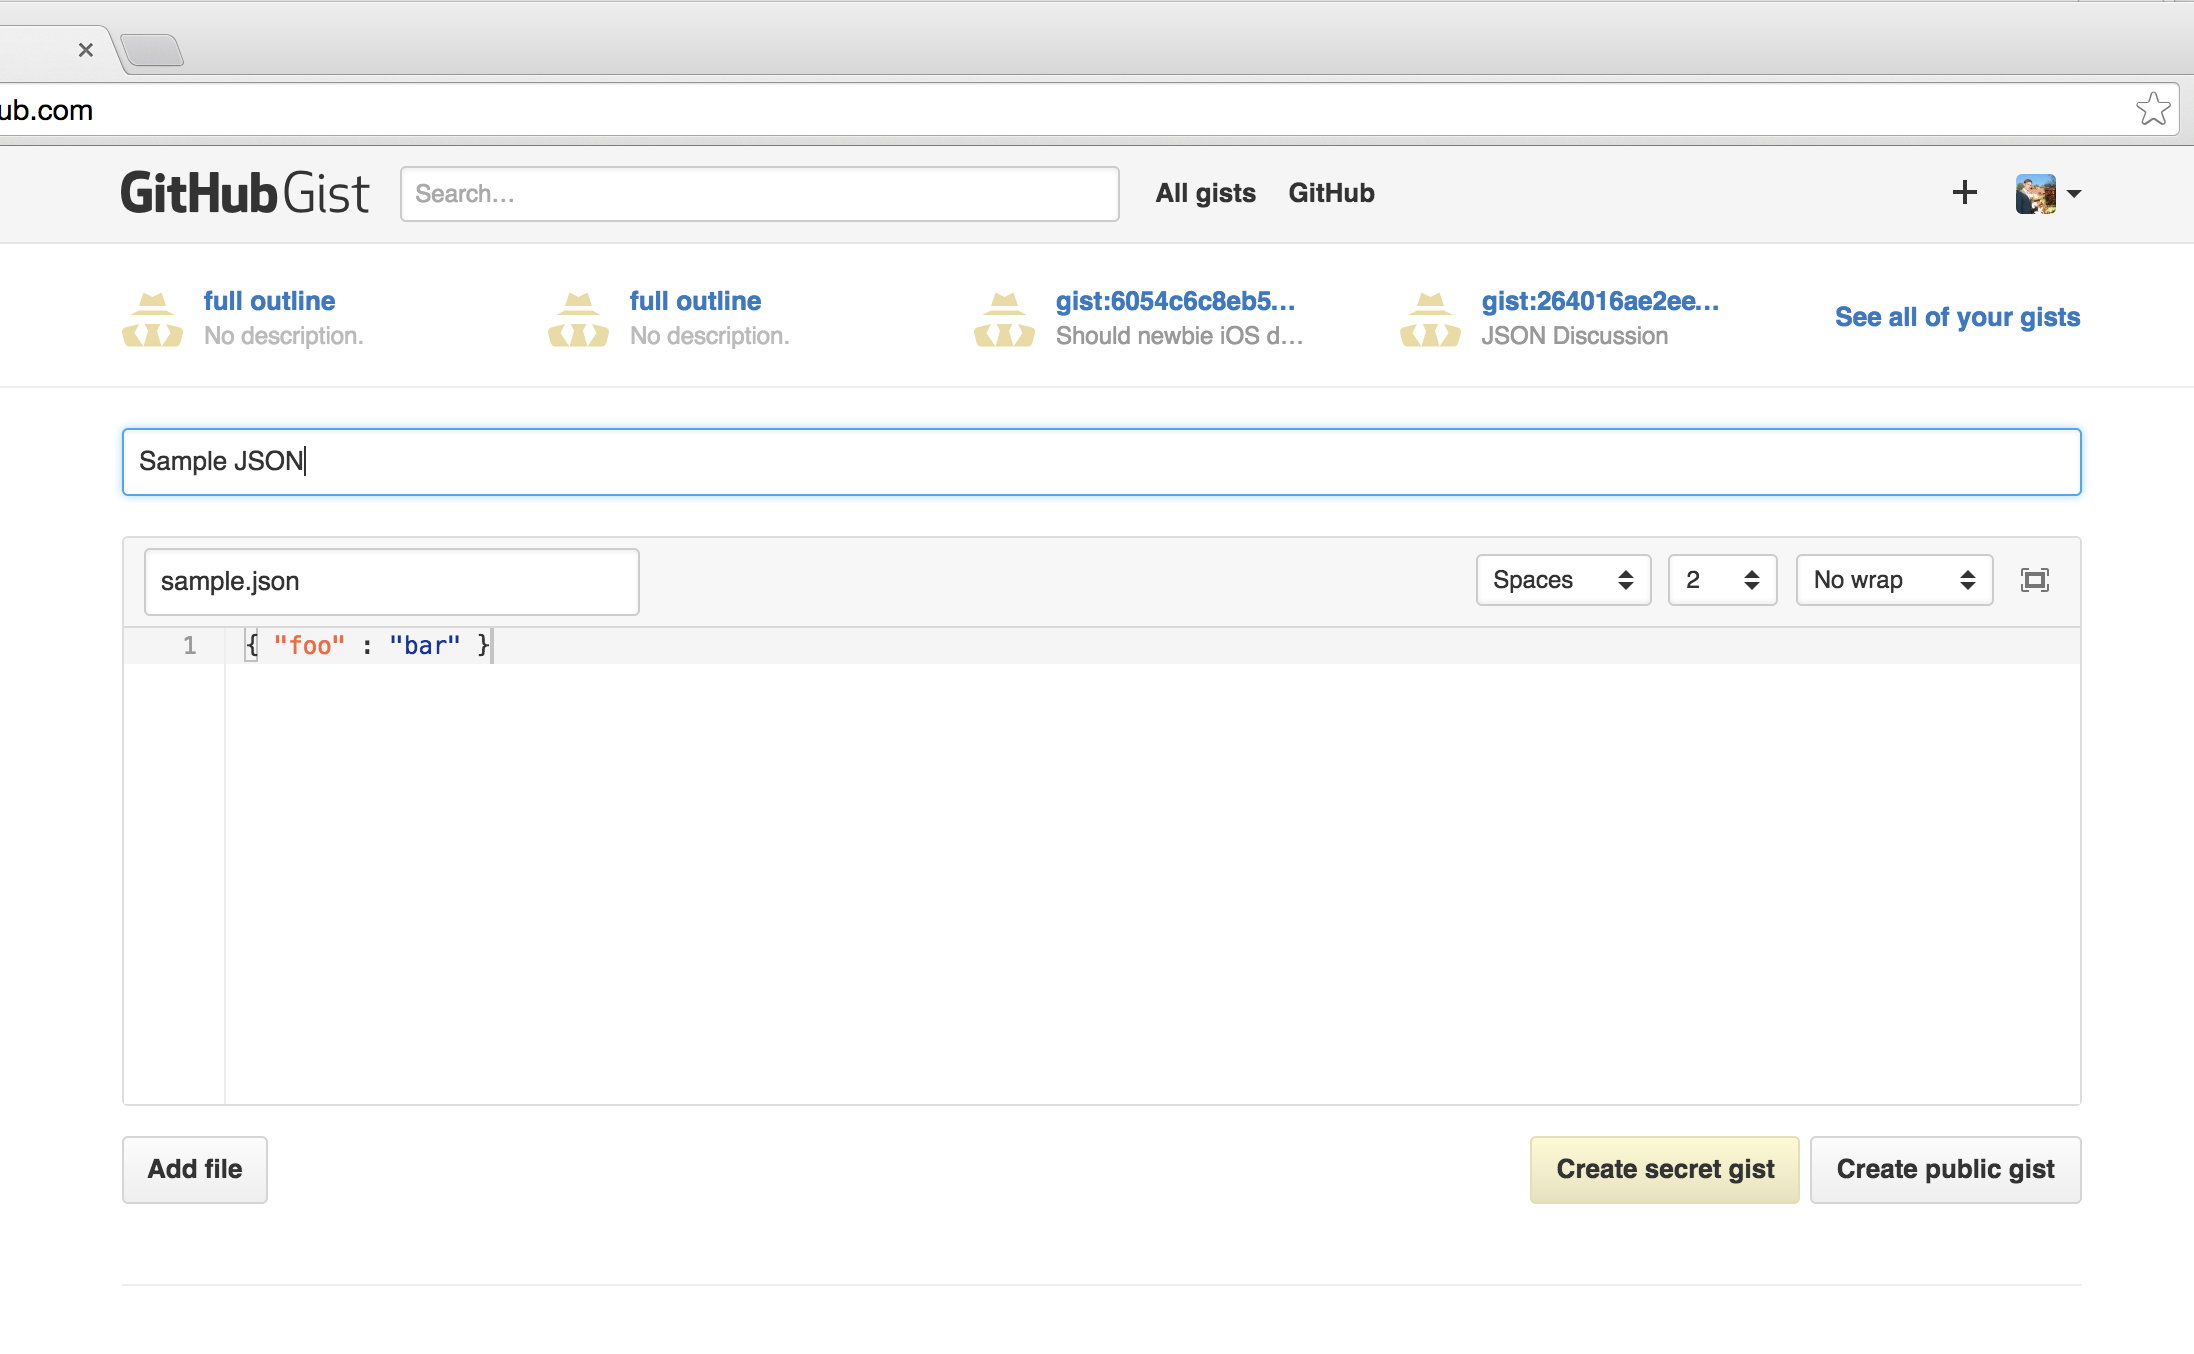 ub.com
GitHub Gist Search... All gists GitHub
full outline
No description.
full outline
No description.
gist:6054c6c8eb5...
Should newbie iOS d...
gist:264016ae2ee...
JSON Discussion
See all of your gists
Sample JSON
sample.json Spaces 2 No wrap
1 { "foo" : "bar" }
Add file Create secret gist Create public gist